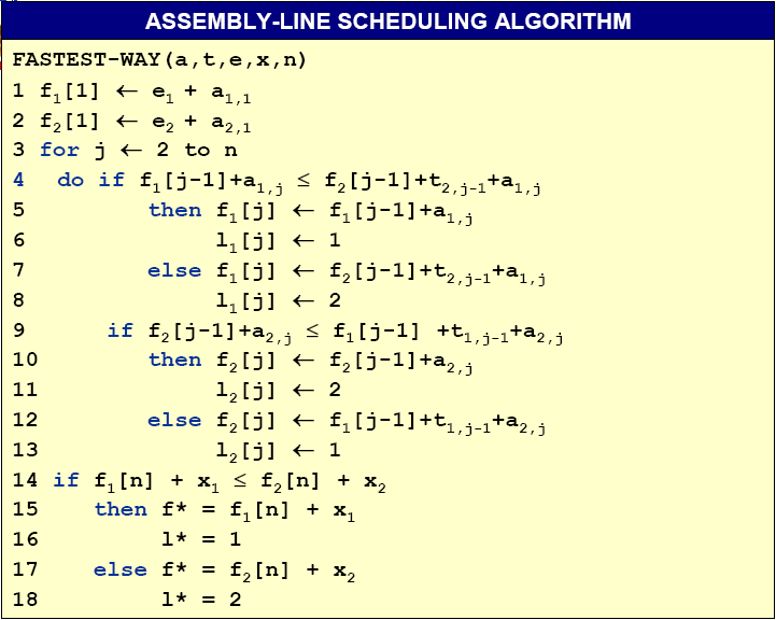 ASSEMBLY-LINE SCHEDULING ALGORITHM
FASTEST-WAY(a,t,e,x,n)
1 f₁[1] ← e₁ + a₁,₁
2 f₂[1] ← e₂ + a₂,₁
3 for j ← 2 to n
4 do if f₁[j-1]+a₁,ⱼ ≤ f₂[j-1]+t₂,ⱼ₋₁+a₁,ⱼ
5 then f₁[j] ← f₁[j-1]+a₁,ⱼ
6 l₁[j] ← 1
7 else f₁[j] ← f₂[j-1]+t₂,ⱼ₋₁+a₁,ⱼ
8 l₁[j] ← 2
9 if f₂[j-1]+a₂,ⱼ ≤ f₁[j-1] +t₁,ⱼ₋₁+a₂,ⱼ
10 then f₂[j] ← f₂[j-1]+a₂,ⱼ
11 l₂[j] ← 2
12 else f₂[j] ← f₁[j-1]+t₁,ⱼ₋₁+a₂,ⱼ
13 l₂[j] ← 1
14 if f₁[n] + x₁ ≤ f₂[n] + x₂
15 then f* = f₁[n] + x₁
16 l* = 1
17 else f* = f₂[n] + x₂
18 l* = 2